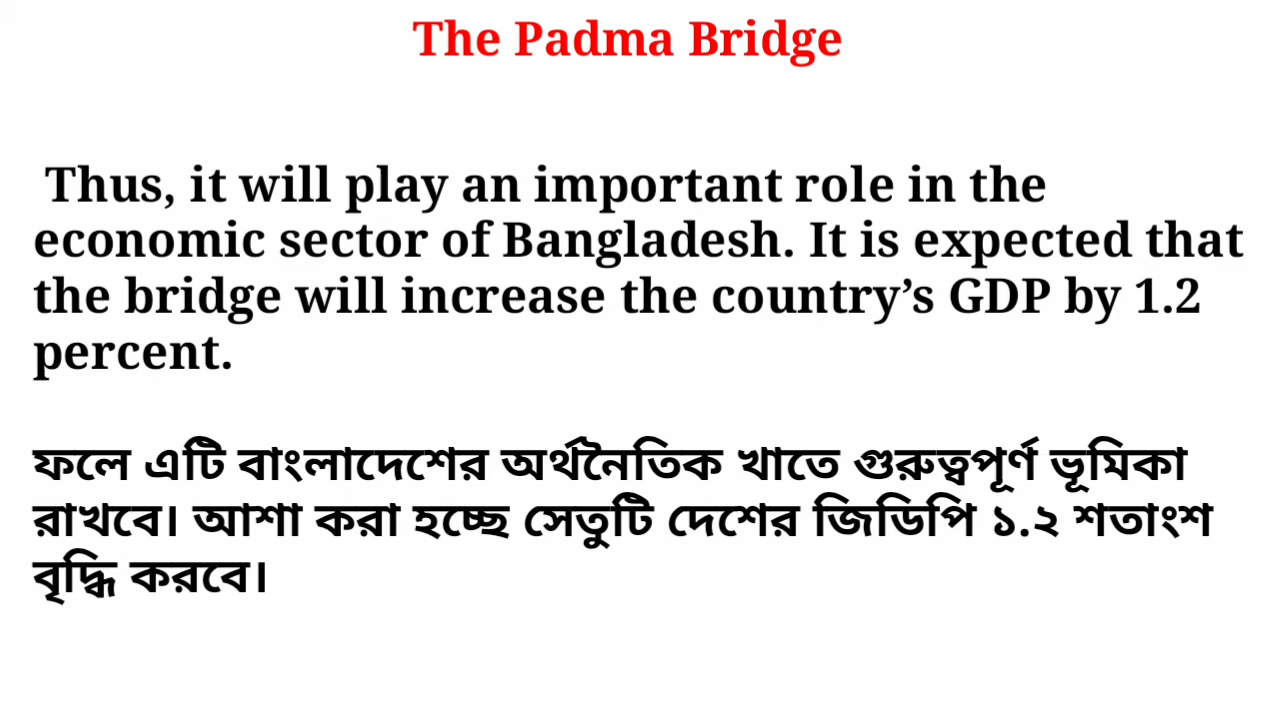 The Padma Bridge
Thus, it will play an important role in the
economic sector of Bangladesh. It is expected that
the bridge will increase the country’s GDP by 1.2
percent.
ফলে এটি বাংলাদেশের অর্থনৈতিক খাতে গুরুত্বপূর্ণ ভূমিকা
রাখবে। আশা করা হচ্ছে সেতুটি দেশের জিডিপি ১.২ শতাংশ
বৃদ্ধি করবে।